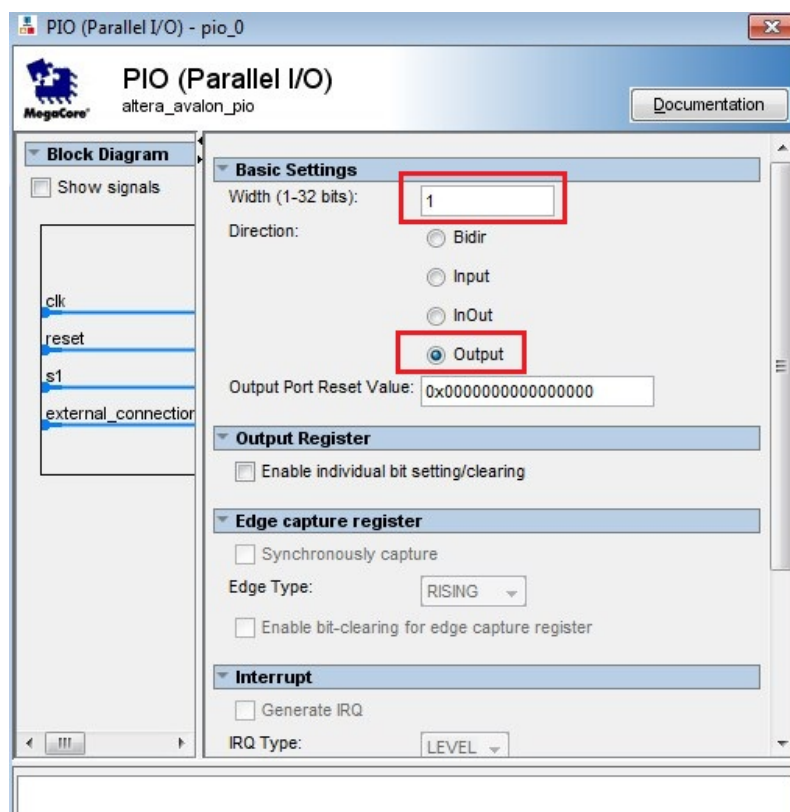 PIO (Parallel I/O) - pio_0
PIO (Parallel I/O)
altera_avalon_pio
MegaCore®
Documentation
Block Diagram
Show signals
clk
reset
s1
external_connection
Basic Settings
Width (1-32 bits):
1
Direction:
Bidir
Input
InOut
Output
Output Port Reset Value:
0x0000000000000000
Output Register
Enable individual bit setting/clearing
Edge capture register
Synchronously capture
Edge Type:
RISING
Enable bit-clearing for edge capture register
Interrupt
Generate IRQ
IRQ Type:
LEVEL